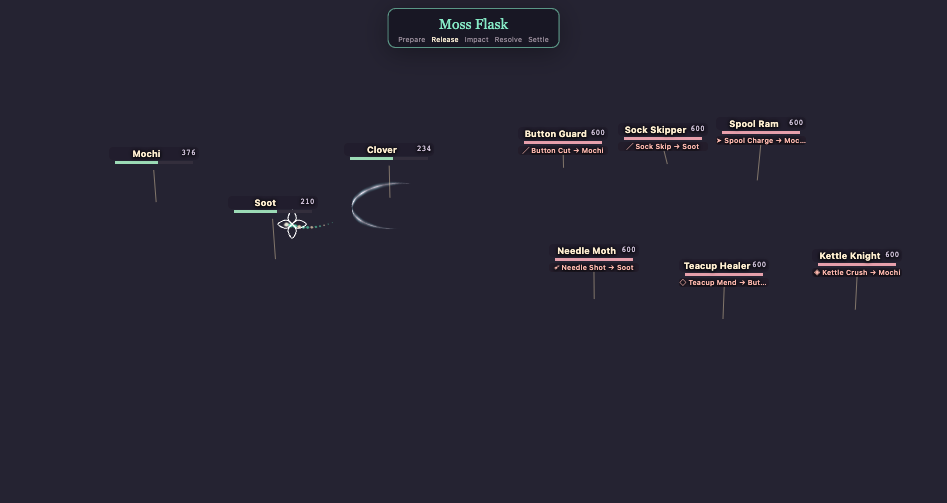 Moss Flask
Prepare Release Impact Resolve Settle
Mochi 376
Soot 210
Clover 234
Button Guard 600
Button Cut → Mochi
Sock Skipper 600
Sock Skip → Soot
Spool Ram 600
Spool Charge → Moc...
Needle Moth 600
Needle Shot → Soot
Teacup Healer 600
Teacup Mend → But...
Kettle Knight 600
Kettle Crush → Mochi